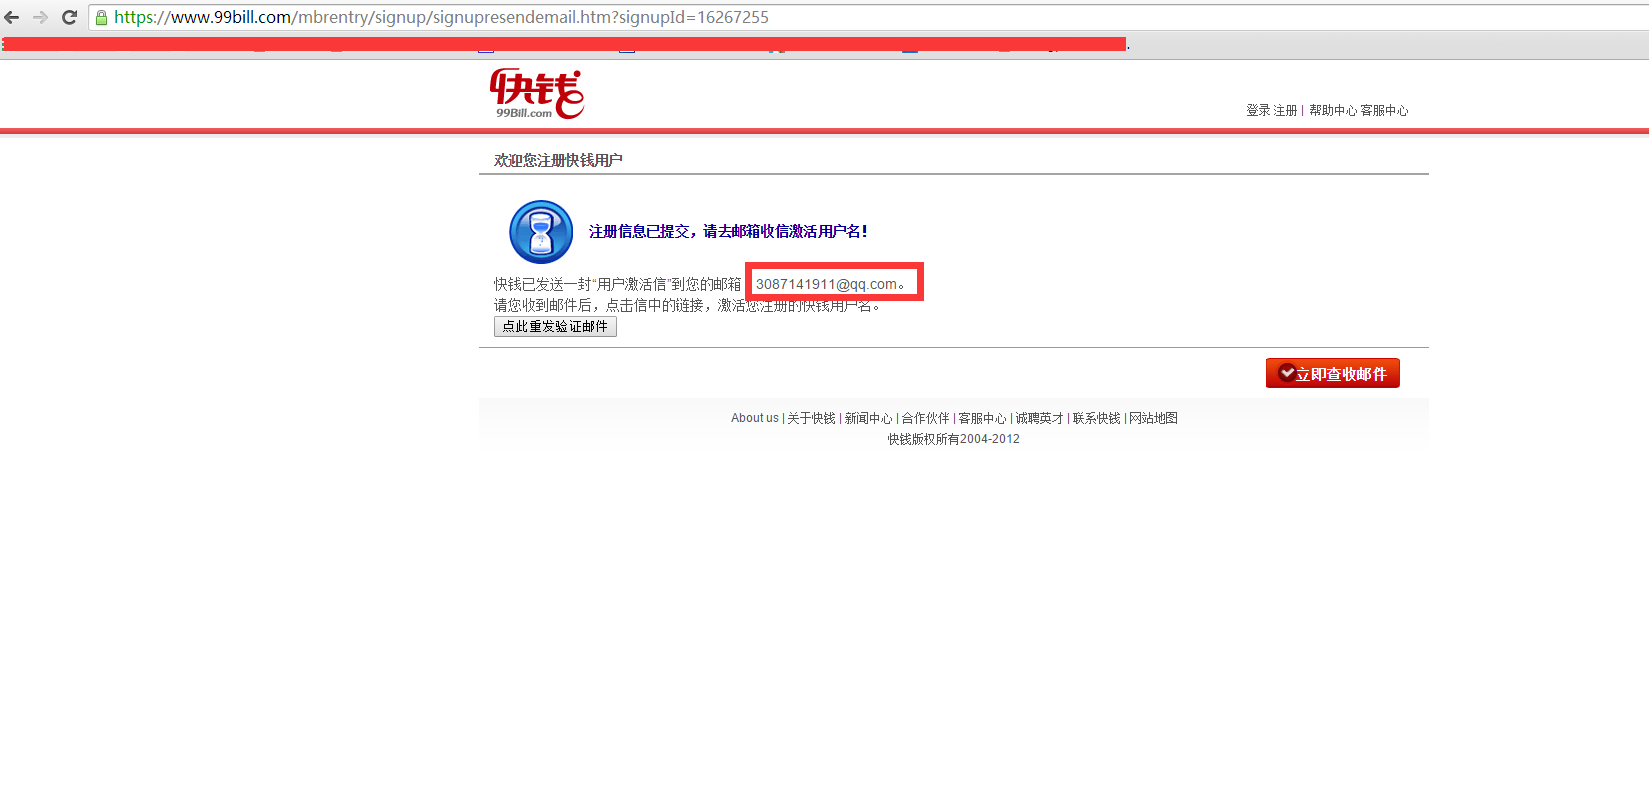 https://www.99bill.com/mbrentry/signup/signupresendemail.htm?signupId=16267255
快钱
99Bill.com
登录 注册 | 帮助中心 客服中心
欢迎您注册快钱用户
注册信息已提交，请去邮箱收信激活用户名！
快钱已发送一封“用户激活信”到您的邮箱 3087141911@qq.com。
请您收到邮件后，点击信中的链接，激活您注册的快钱用户名。
点此重发验证邮件
立即查收邮件
About us | 关于快钱 | 新闻中心 | 合作伙伴 | 客服中心 | 诚聘英才 | 联系快钱 | 网站地图
快钱版权所有2004-2012